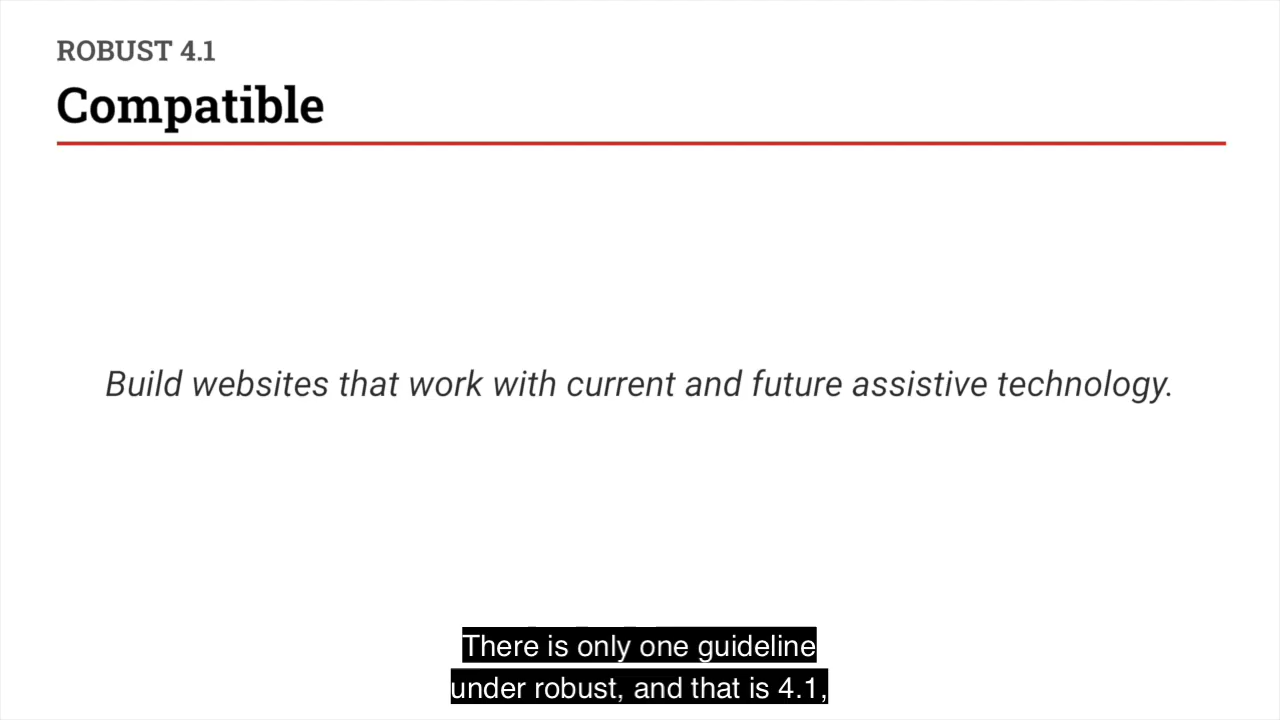 ROBUST 4.1
Compatible
Build websites that work with current and future assistive technology.
There is only one guideline
under robust, and that is 4.1,